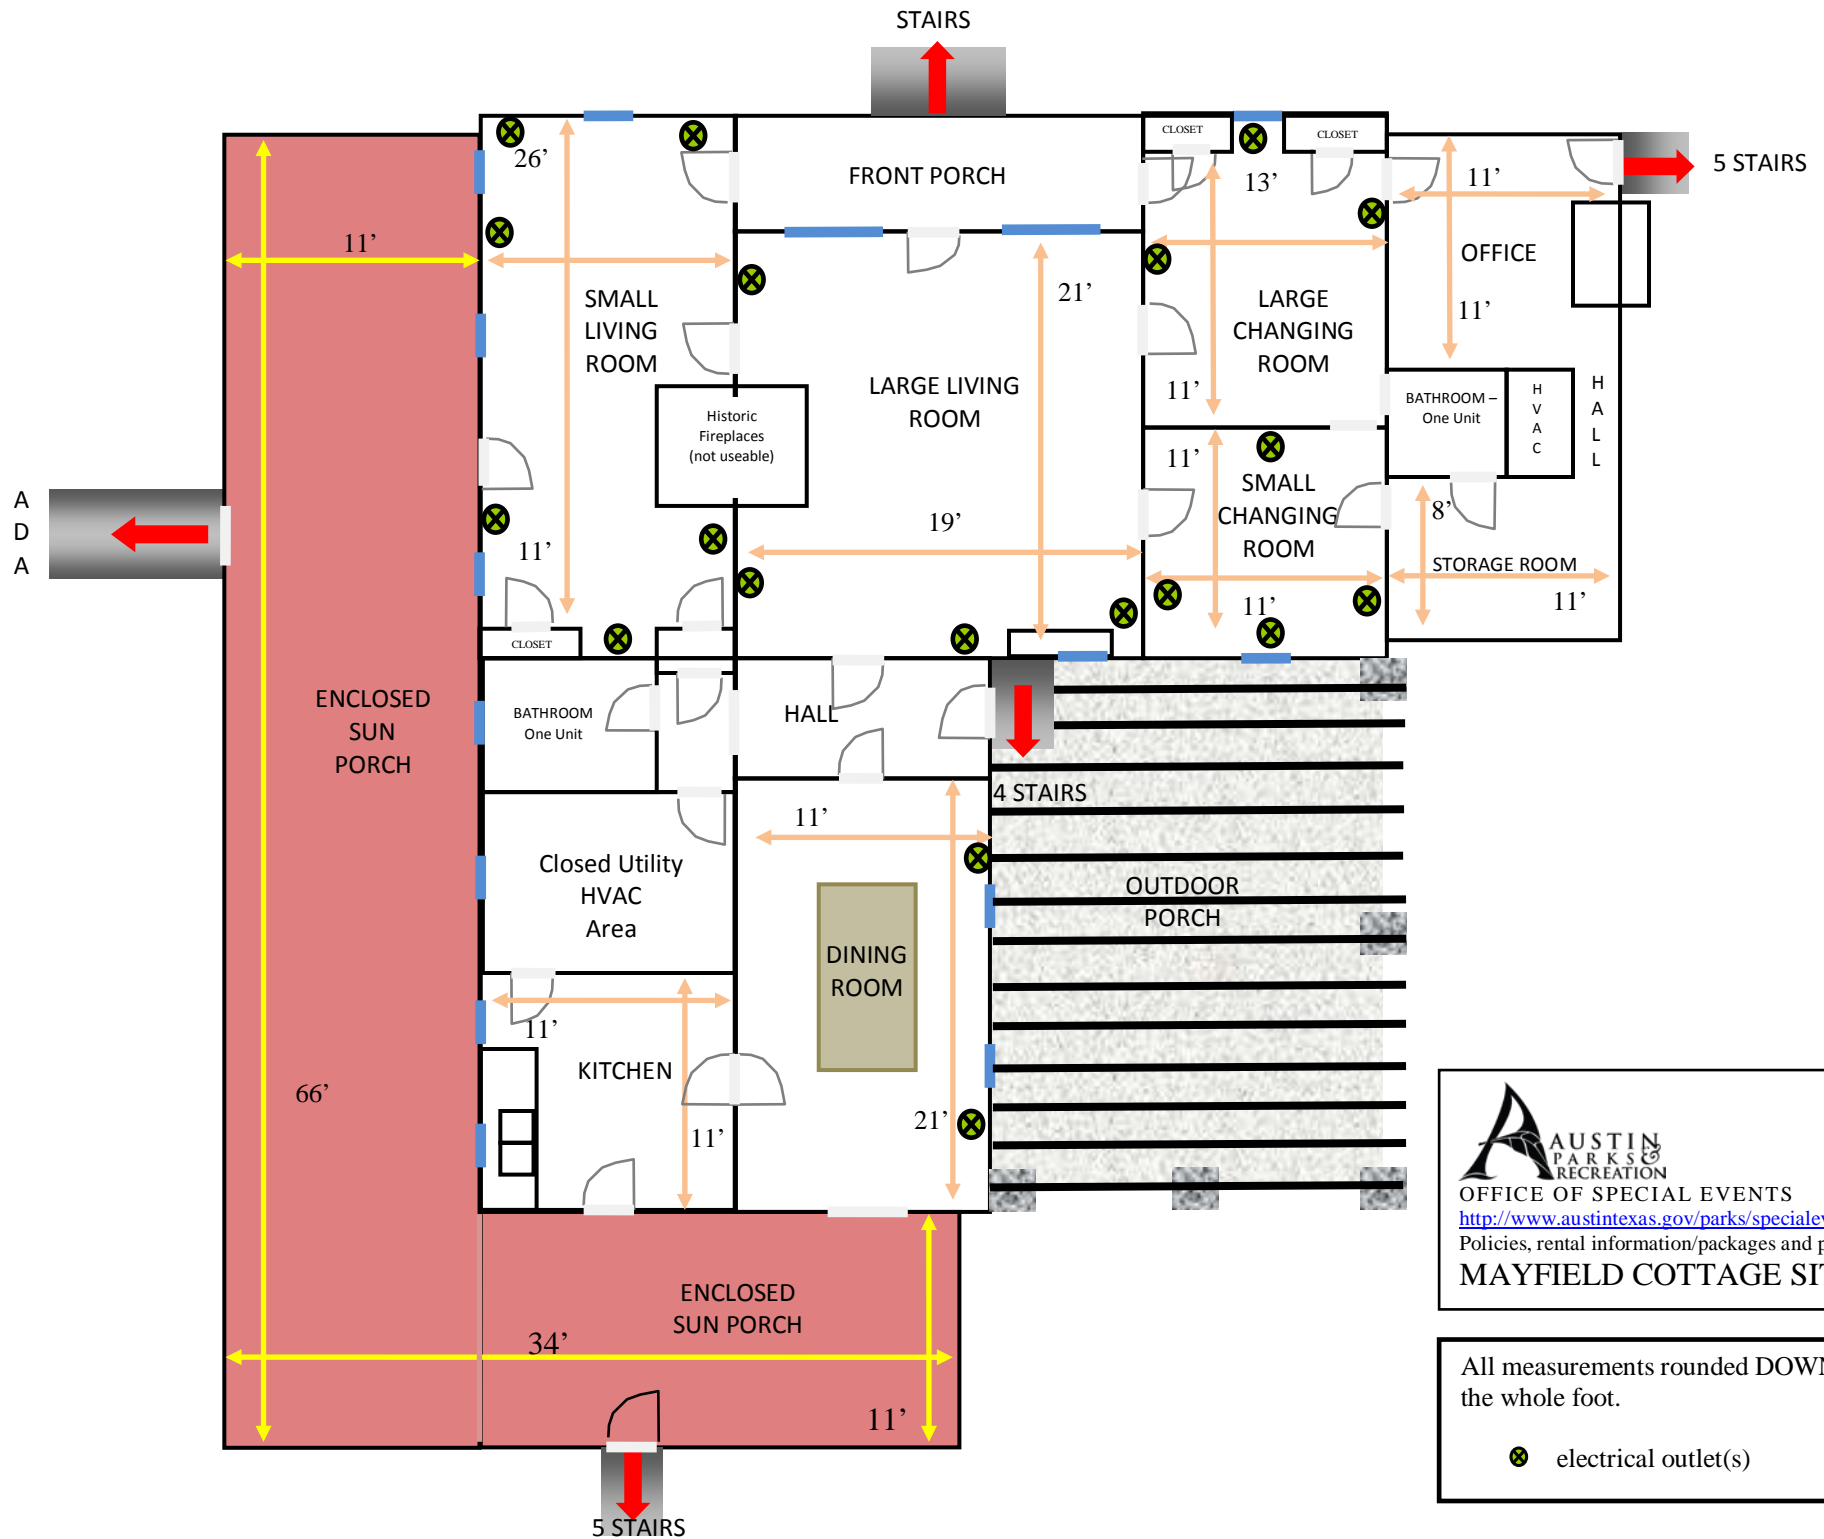 STAIRS
CLOSET
CLOSET
26’
FRONT PORCH
13’
11’
5 STAIRS
11’
OFFICE
SMALL
LIVING
ROOM
21’
LARGE
CHANGING
ROOM
11’
LARGE LIVING
ROOM
11’
BATHROOM –
One Unit
H
V
A
C
H
A
L
L
Historic
Fireplaces
(not useable)
11’
SMALL
CHANGING
ROOM
A
D
A
11’
19’
8’
STORAGE ROOM
11’
11’
CLOSET
ENCLOSED
SUN
PORCH
BATHROOM
One Unit
HALL
4 STAIRS
11’
Closed Utility
HVAC
Area
OUTDOOR
PORCH
DINING
ROOM
11’
KITCHEN
66’
11’
21’
AUSTIN
PARKS &
RECREATION
OFFICE OF SPECIAL EVENTS
http://www.austintexas.gov/parks/specialev
Policies, rental information/packages and p
MAYFIELD COTTAGE SIT
ENCLOSED
SUN PORCH
34’
11’
All measurements rounded DOWN
the whole foot.
electrical outlet(s)
5 STAIRS